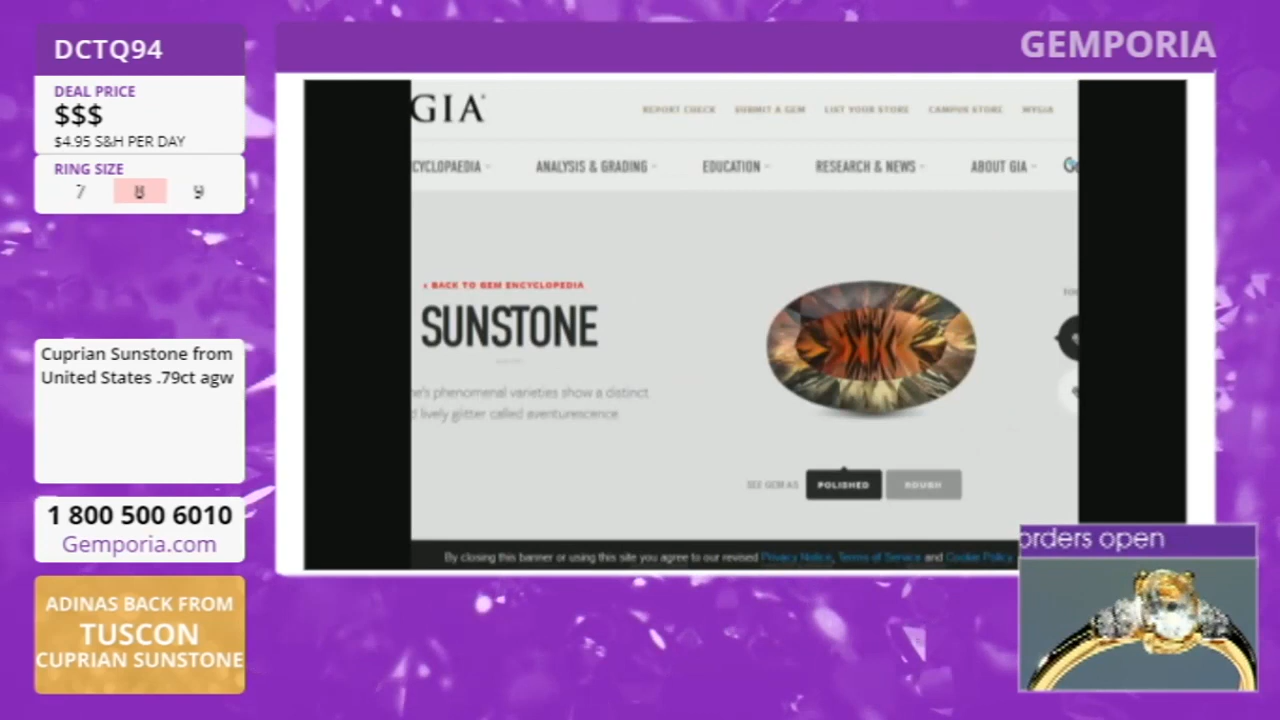 DCTQ94
DEAL PRICE
$$$
$4.95 S&H PER DAY
RING SIZE
7 8 9
Cuprian Sunstone from
United States .79ct agw
1 800 500 6010
Gemporia.com
ADINAS BACK FROM
TUSCON
CUPRIAN SUNSTONE
GEMPORIA
GIA
REPORT CHECK SUBMIT A GEM LIST YOUR STORE CAMPUS STORE MYGIA
CYCLOPAEDIA ANALYSIS & GRADING EDUCATION RESEARCH & NEWS ABOUT GIA
‹ BACK TO GEM ENCYCLOPEDIA
SUNSTONE
ne's phenomenal varieties show a distinct
d lively glitter called aventurescence.
SEE GEM AS POLISHED ROUGH
By closing this banner or using this site you agree to our revised Privacy Notice, Terms of Service and Cookie Policy
orders open